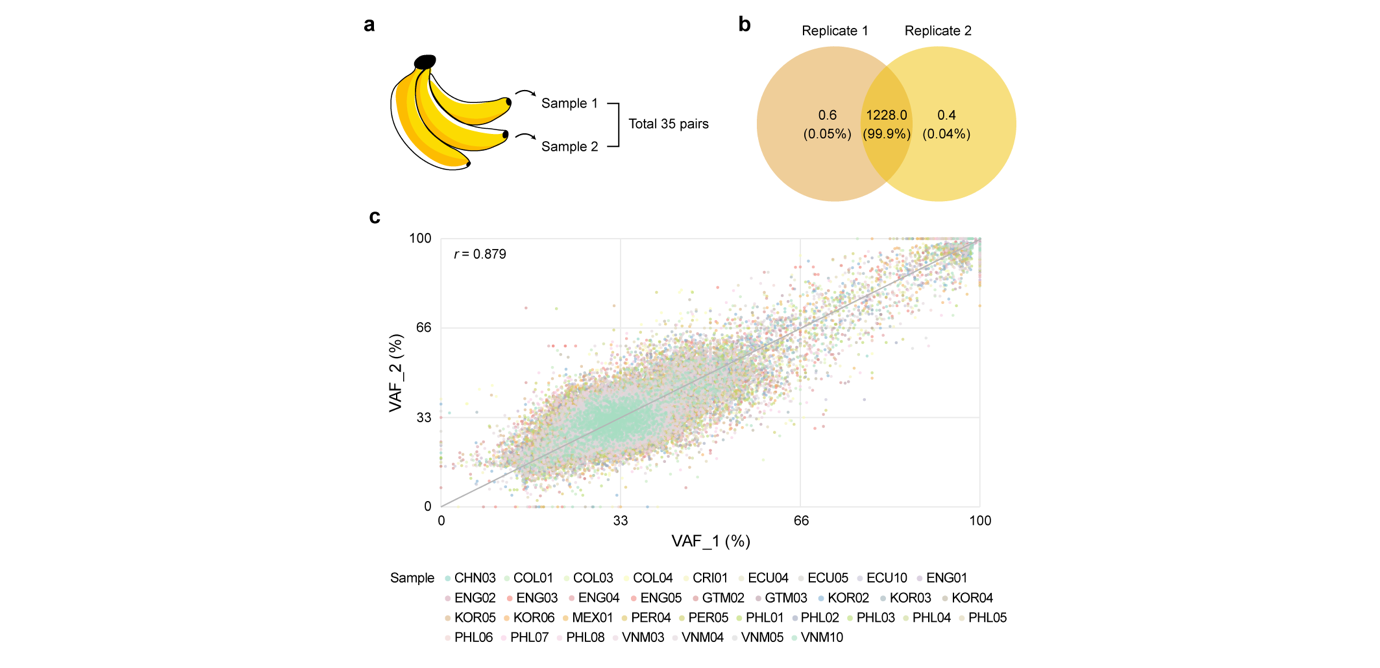 a
Sample 1
Sample 2
Total 35 pairs
b
Replicate 1 Replicate 2
0.6 1228.0 0.4
(0.05%) (99.9%) (0.04%)
c
r = 0.879
100
66
33
0
VAF_2 (%)
0 33 66 100
VAF_1 (%)
Sample CHN03 COL01 COL03 COL04 CRI01 ECU04 ECU05 ECU10 ENG01
ENG02 ENG03 ENG04 ENG05 GTM02 GTM03 KOR02 KOR03 KOR04
KOR05 KOR06 MEX01 PER04 PER05 PHL01 PHL02 PHL03 PHL04 PHL05
PHL06 PHL07 PHL08 VNM03 VNM04 VNM05 VNM10